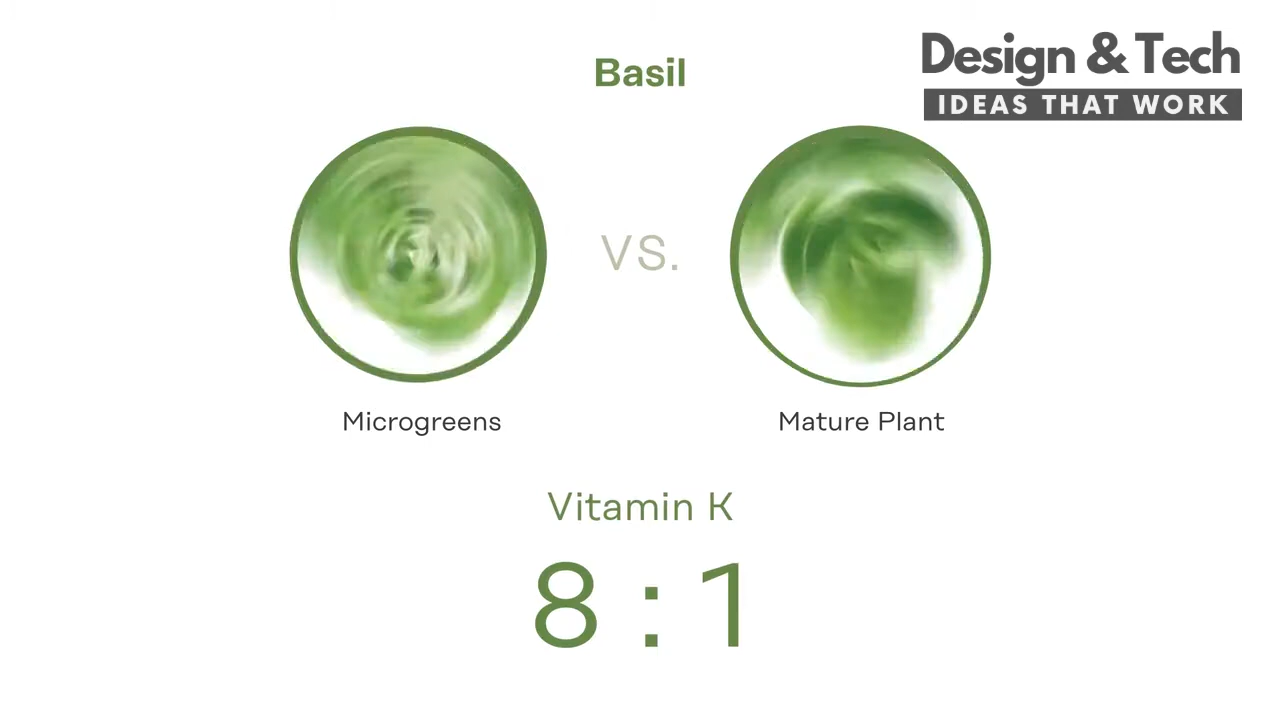 Design & Tech
IDEAS THAT WORK
Basil
VS.
Microgreens
Mature Plant
Vitamin K
8 : 1